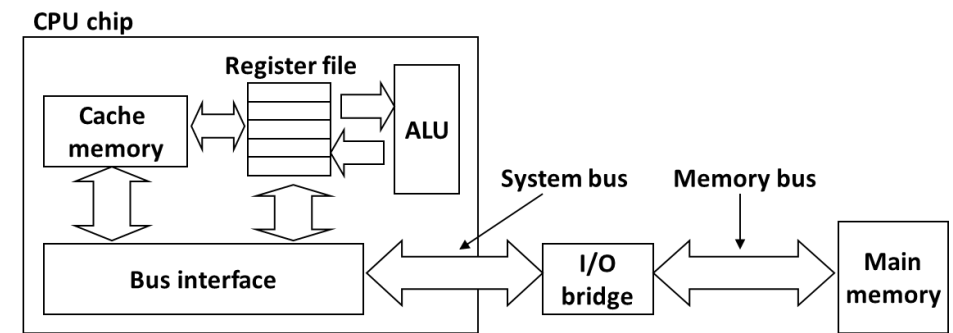 CPU chip
Register file
Cache
memory
ALU
System bus
Memory bus
Bus interface
I/O
bridge
Main
memory